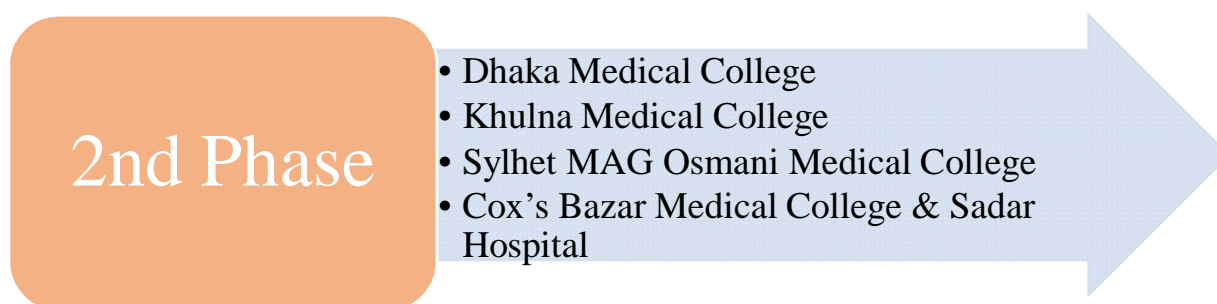 2nd Phase
• Dhaka Medical College
• Khulna Medical College
• Sylhet MAG Osmani Medical College
• Cox’s Bazar Medical College & Sadar
Hospital